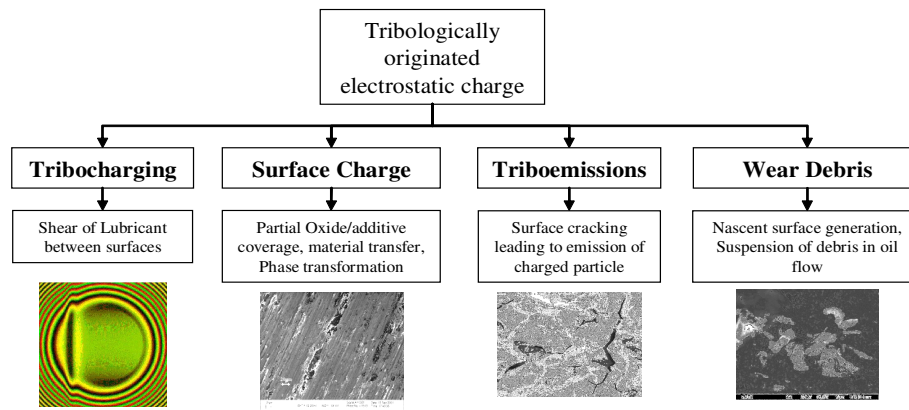 Tribologically
originated
electrostatic charge
Tribocharging
Surface Charge
Triboemissions
Wear Debris
Shear of Lubricant
between surfaces
Partial Oxide/additive
coverage, material transfer,
Phase transformation
Surface cracking
leading to emission of
charged particle
Nascent surface generation,
Suspension of debris in oil
flow